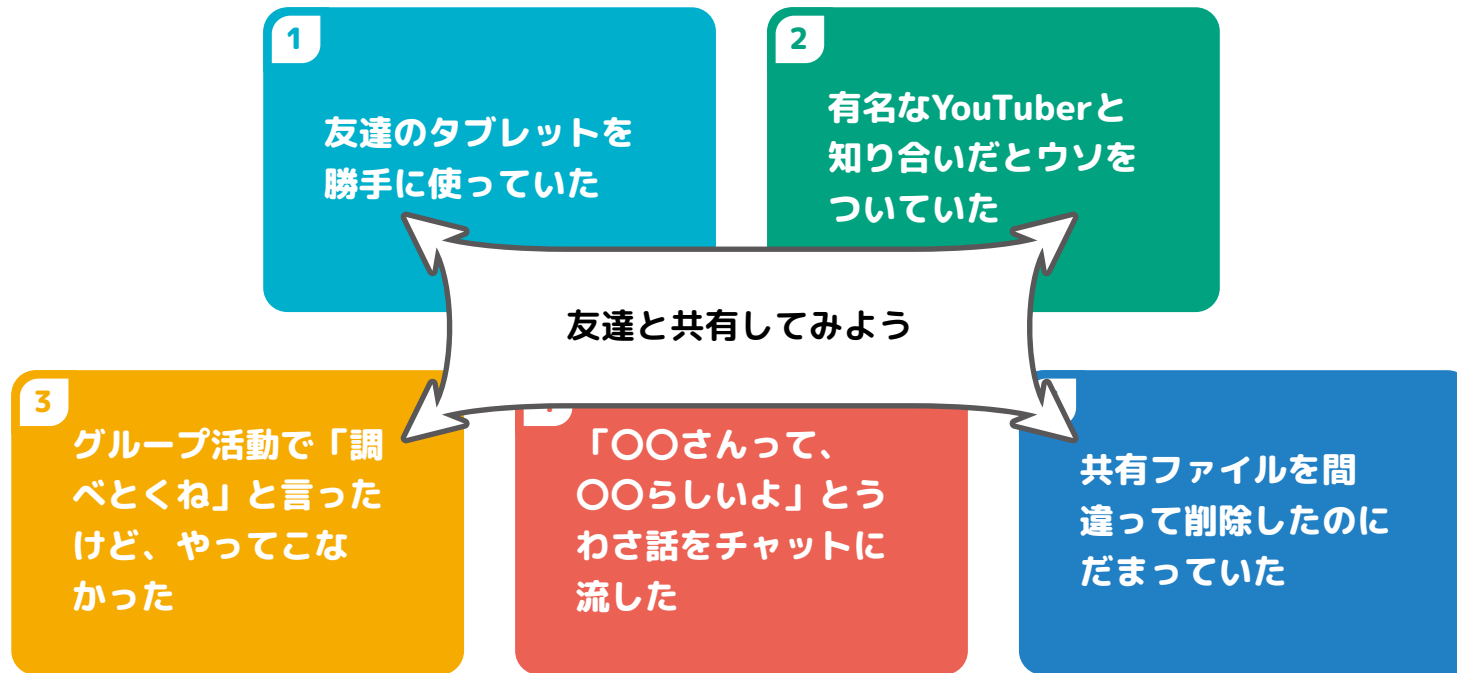 1
友達のタブレットを
勝手に使っていた
2
有名なYouTuberと
知り合いだとウソを
ついていた
友達と共有してみよう
3
グループ活動で「調
べとくね」と言った
けど、やってこな
かった
「〇〇さんって、
〇〇らしいよ」とう
わさ話をチャットに
流した
共有ファイルを間
違って削除したのに
だまっていた